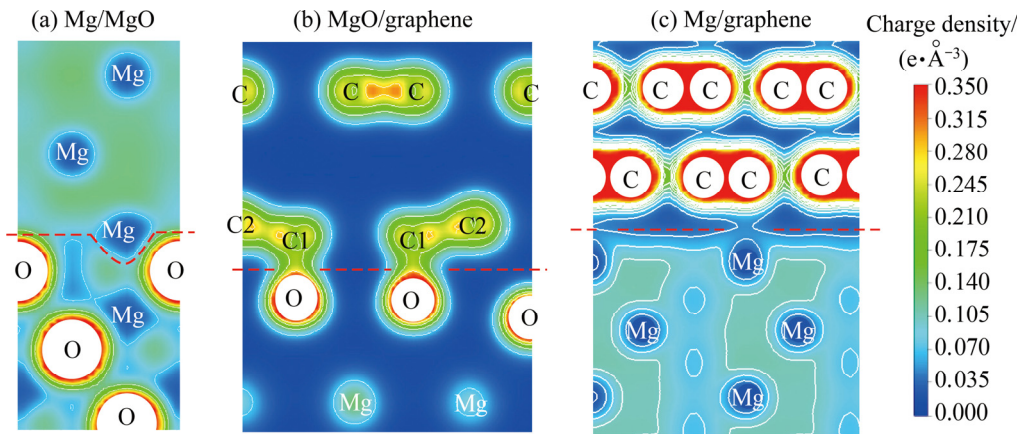 (a) Mg/MgO
(b) MgO/graphene
(c) Mg/graphene
Charge density/
(e•Å⁻³)
Mg
Mg
Mg
O
O
Mg
O
O
C
C
C
C
C2
C1
C1
C2
O
O
O
Mg
Mg
C
C
C
C
C
C
C
C
C
C
Mg
Mg
Mg
Mg
Mg
Mg
0.350
0.315
0.280
0.245
0.210
0.175
0.140
0.105
0.070
0.035
0.000